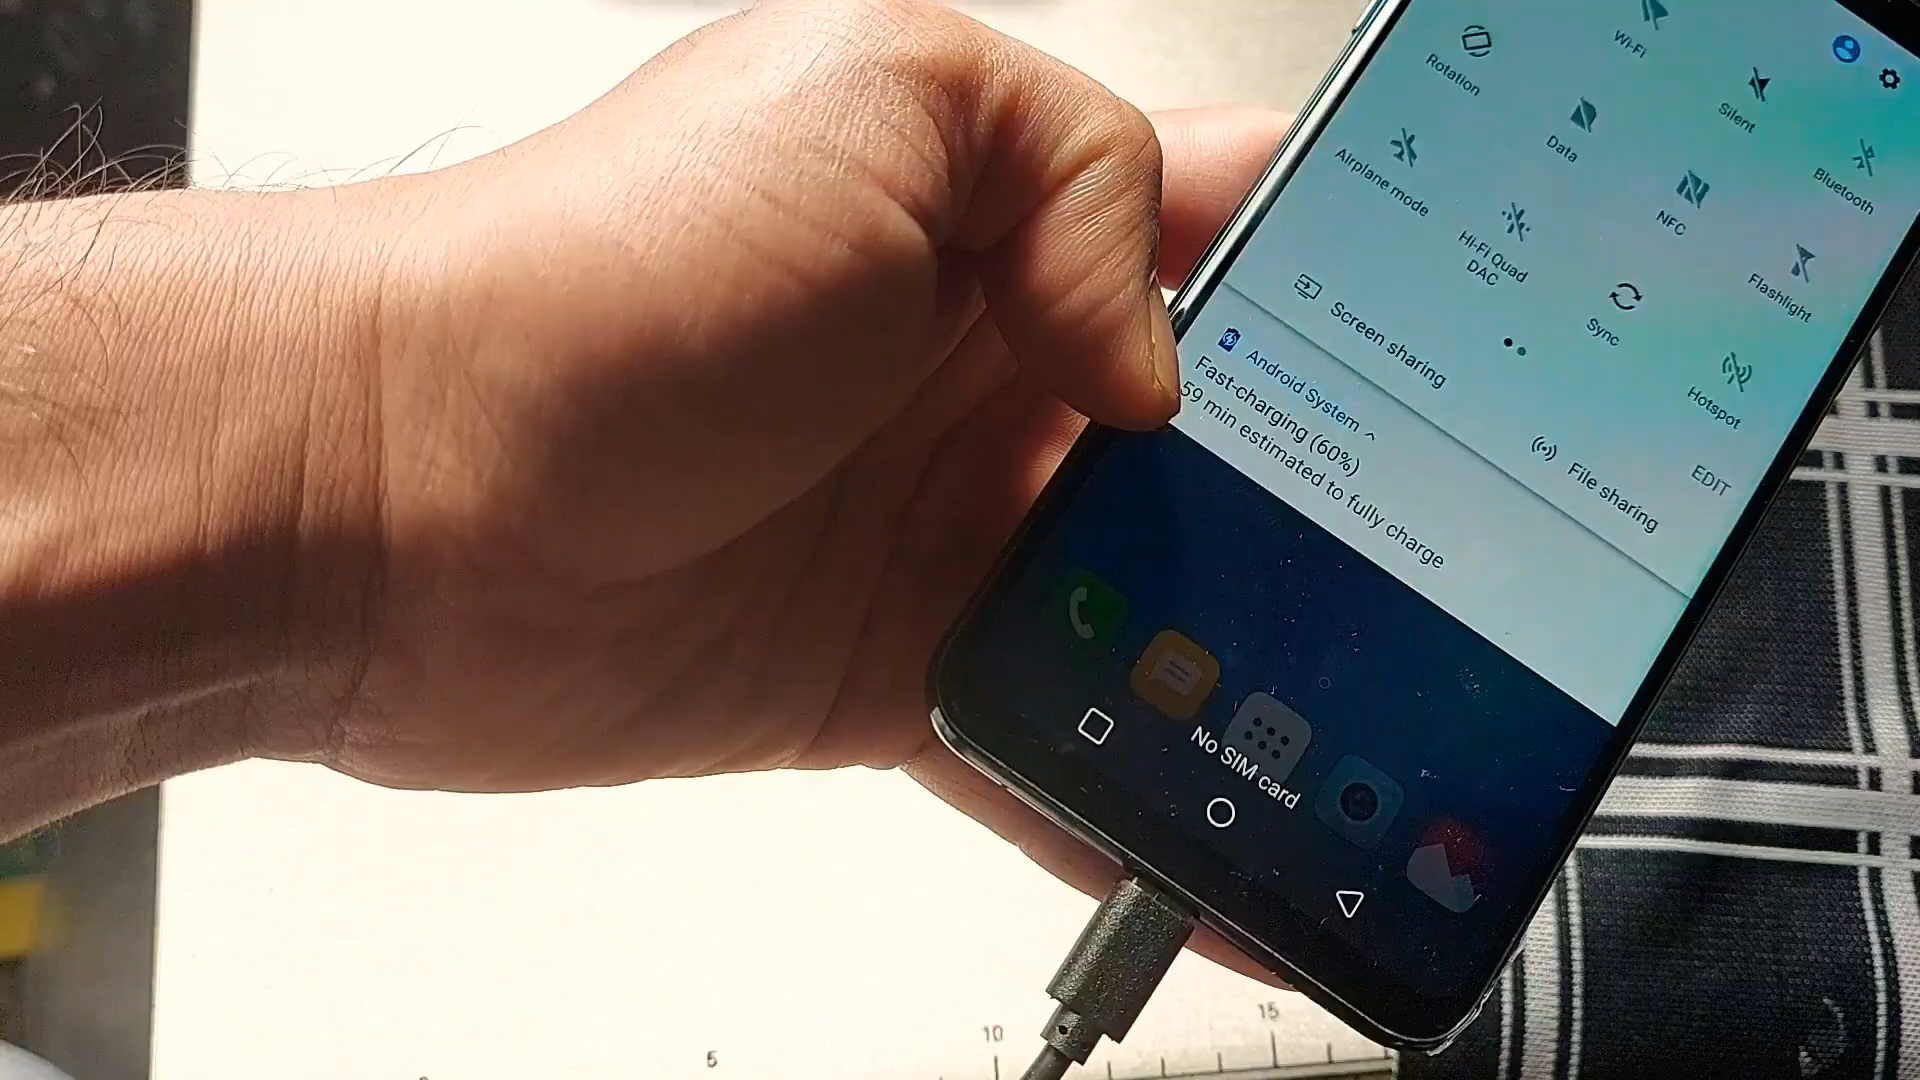 Wi-Fi
Rotation
Silent
Data
Bluetooth
Airplane mode
NFC
Hi-Fi Quad
DAC
Flashlight
Sync
Hotspot
EDIT
Screen sharing
File sharing
Android System
Fast-charging (60%)
59 min estimated to fully charge
No SIM card
5
10
15